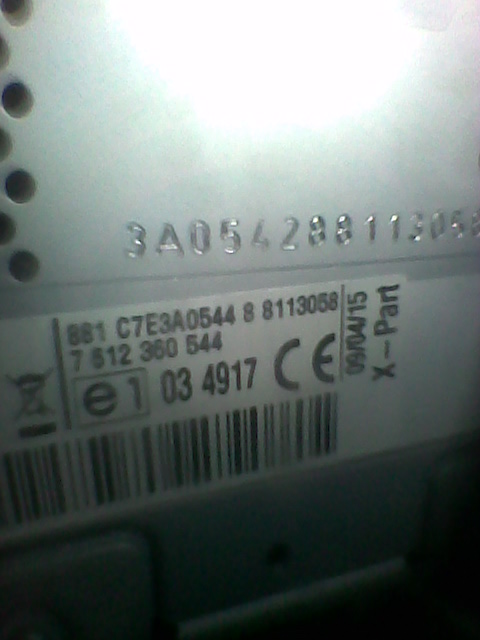 3A054288113058
881 C7E3A0544 8 8113058
7 612 360 544
e1 03 4917 CE
09/04/15
X-Part